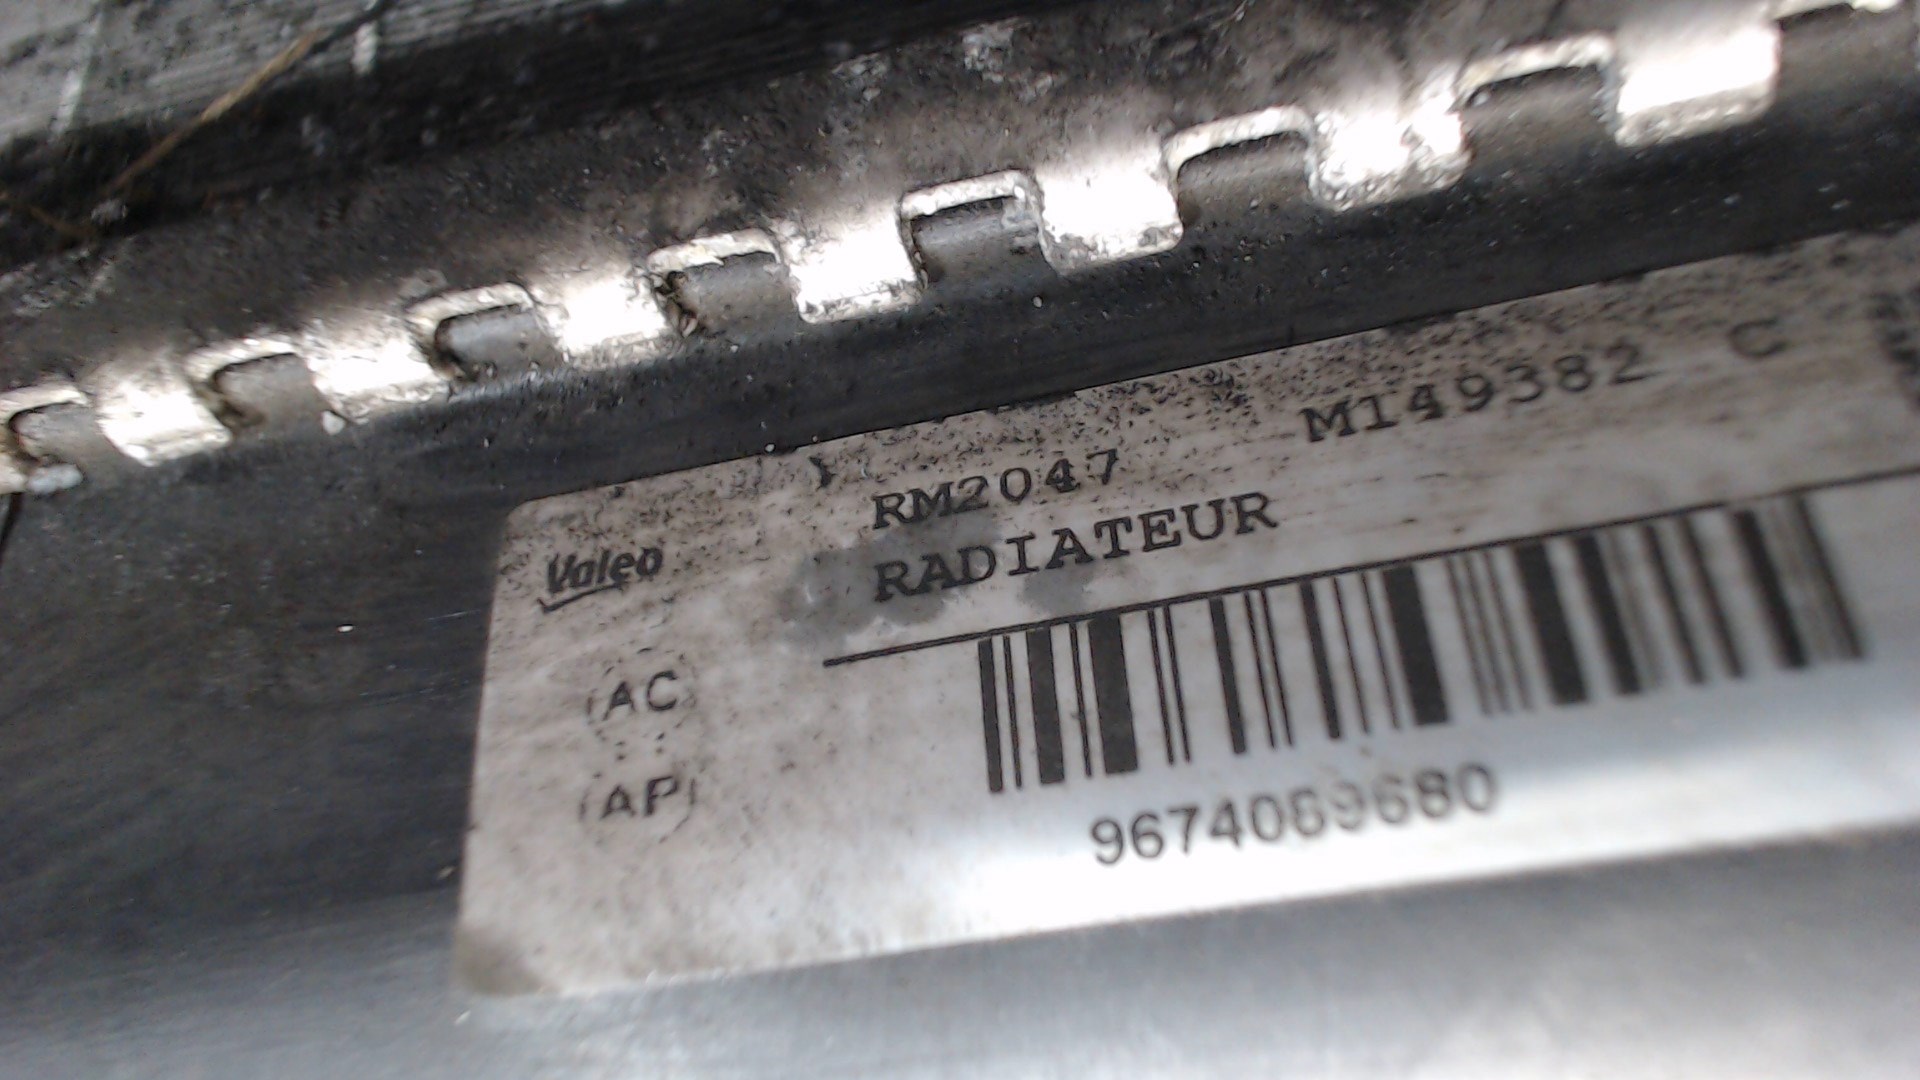 RM2047 M149382 C
RADIATEUR
Valeo
AC
AP
9674089680